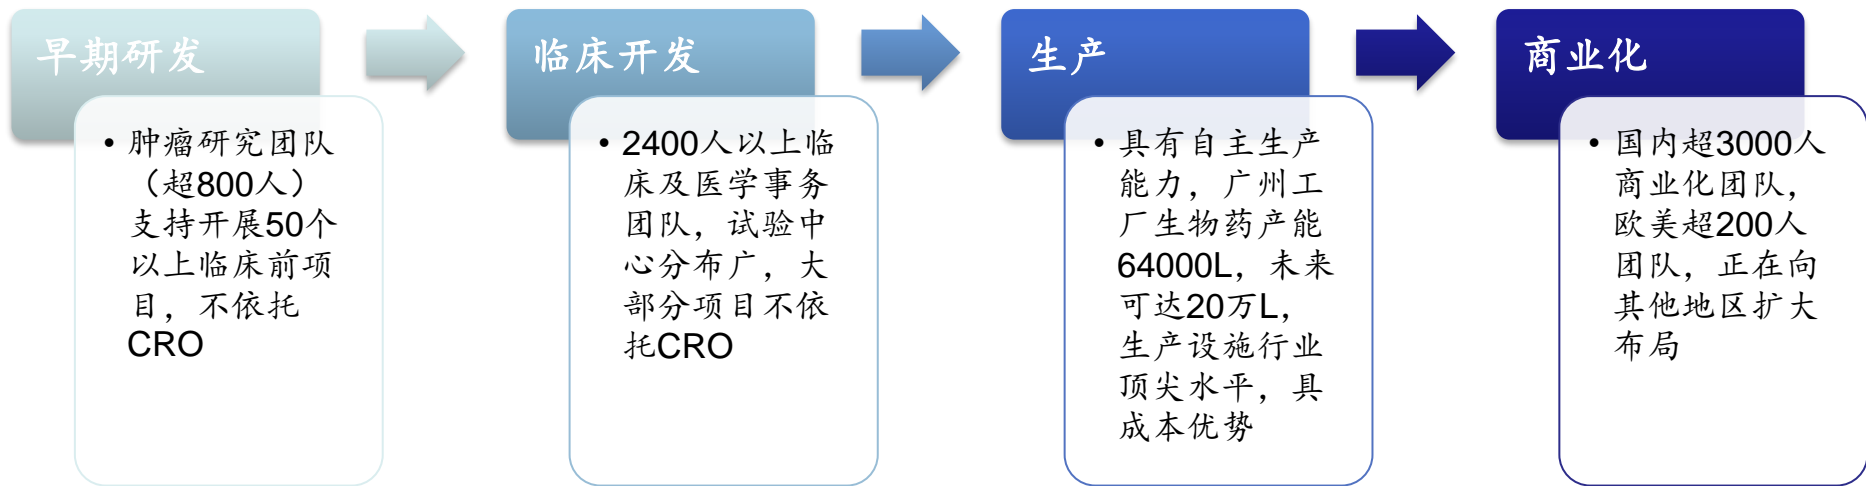 早期研发
• 肿瘤研究团队
（超800人）
支持开展50个
以上临床前项
目，不依托
CRO
临床开发
• 2400人以上临
床及医学事务
团队，试验中
心分布广，大
部分项目不依
托CRO
生产
• 具有自主生产
能力，广州工
厂生物药产能
64000L，未来
可达20万L，
生产设施行业
顶尖水平，具
成本优势
商业化
• 国内超3000人
商业化团队，
欧美超200人
团队，正在向
其他地区扩大
布局